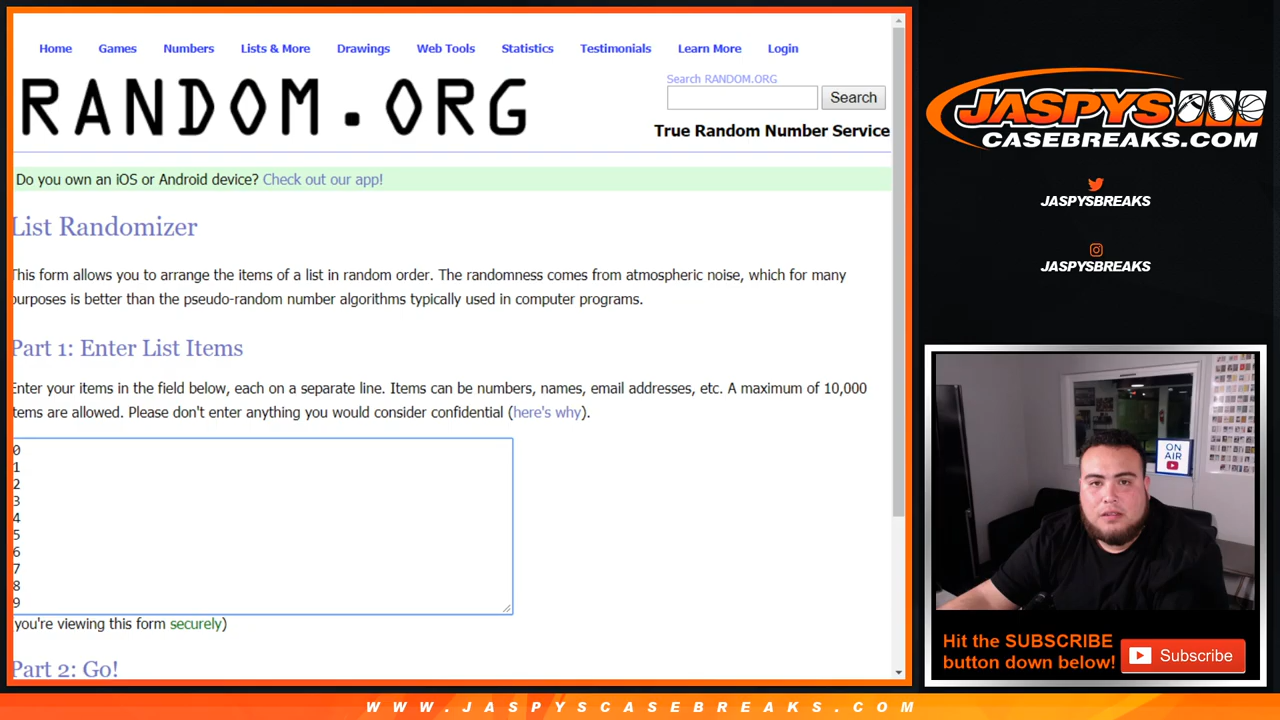 Home Games Numbers Lists & More Drawings Web Tools Statistics Testimonials Learn More Login
RANDOM.ORG
Search RANDOM.ORG
Search
True Random Number Service
Do you own an iOS or Android device? Check out our app!
List Randomizer
This form allows you to arrange the items of a list in random order. The randomness comes from atmospheric noise, which for many
purposes is better than the pseudo-random number algorithms typically used in computer programs.
Part 1: Enter List Items
Enter your items in the field below, each on a separate line. Items can be numbers, names, email addresses, etc. A maximum of 10,000
items are allowed. Please don't enter anything you would consider confidential (here's why).
0
1
2
3
4
5
6
7
8
9
(you're viewing this form securely)
Part 2: Go!
JASPYS
CASEBREAKS.COM
JASPYSBREAKS
JASPYSBREAKS
ON
AIR
Hit the SUBSCRIBE
button down below!
Subscribe
WWW.JASPYSCASEBREAKS.COM